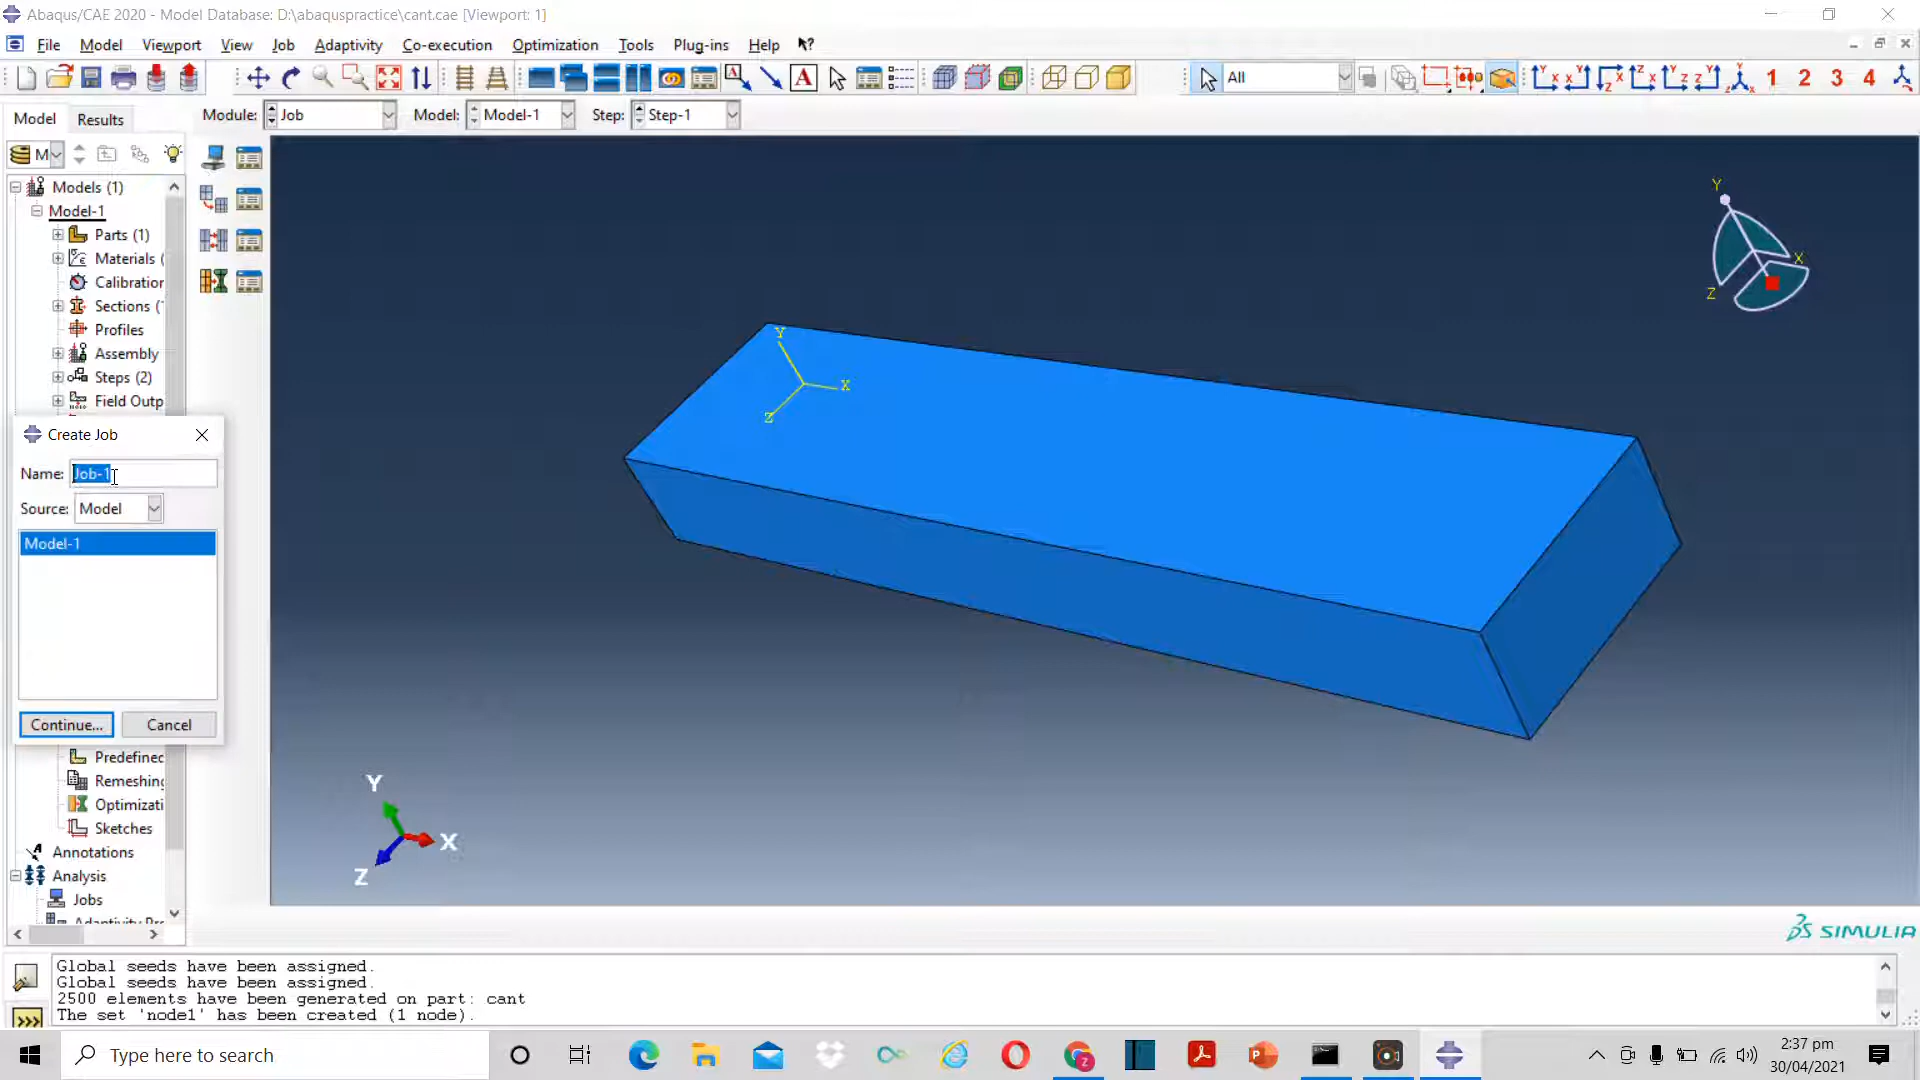 Abaqus/CAE 2020 - Model Database: D:\abaquspractice\cant.cae [Viewport: 1]
File Model Viewport View Job Adaptivity Co-execution Optimization Tools Plug-ins Help
A All 1 2 3 4
Model Results Module: Job Model: Model-1 Step: Step-1
M
Models (1)
Model-1
Parts (1)
Materials (
Calibration
Sections (
Profiles
Assembly
Steps (2)
Field Outp
Create Job
Name: Job-1
Source: Model
Model-1
Continue... Cancel
Predefined
Remeshing
Optimizati
Sketches
Annotations
Analysis
Jobs
Adaptivity Pr
Y
X
Z
Y
X
Z
Y
X
Z
SIMULIA
Global seeds have been assigned.
Global seeds have been assigned.
2500 elements have been generated on part: cant
The set 'node1' has been created (1 node).
>>>
Type here to search
2:37 pm
30/04/2021